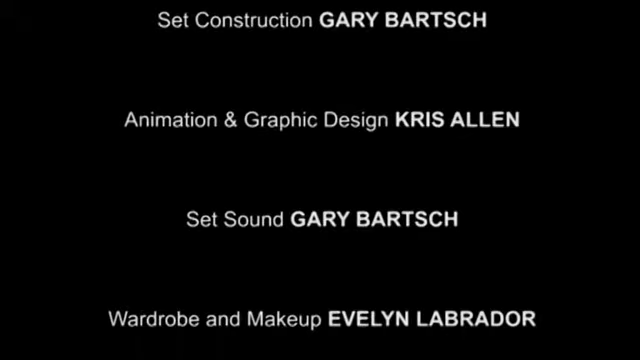 Set Construction GARY BARTSCH
Animation & Graphic Design KRIS ALLEN
Set Sound GARY BARTSCH
Wardrobe and Makeup EVELYN LABRADOR